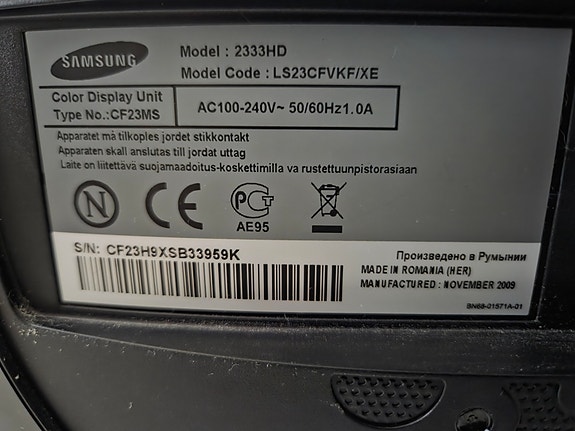 SAMSUNG
Model : 2333HD
Model Code : LS23CFVKF/XE
Color Display Unit
Type No.:CF23MS
AC100-240V~ 50/60Hz1.0A
Apparatet må tilkoples jordet stikkontakt
Apparaten skall anslutas till jordat uttag
Laite on liitettävä suojamaadoitus-koskettimilla va rustettuunpistorasiaan
N
CE
PCT
AE95
S/N: CF23H9XSB33959K
Произведено в Румынии
MADE IN ROMANIA (HER)
MANUFACTURED : NOVEMBER 2009
BN68-01571A-01